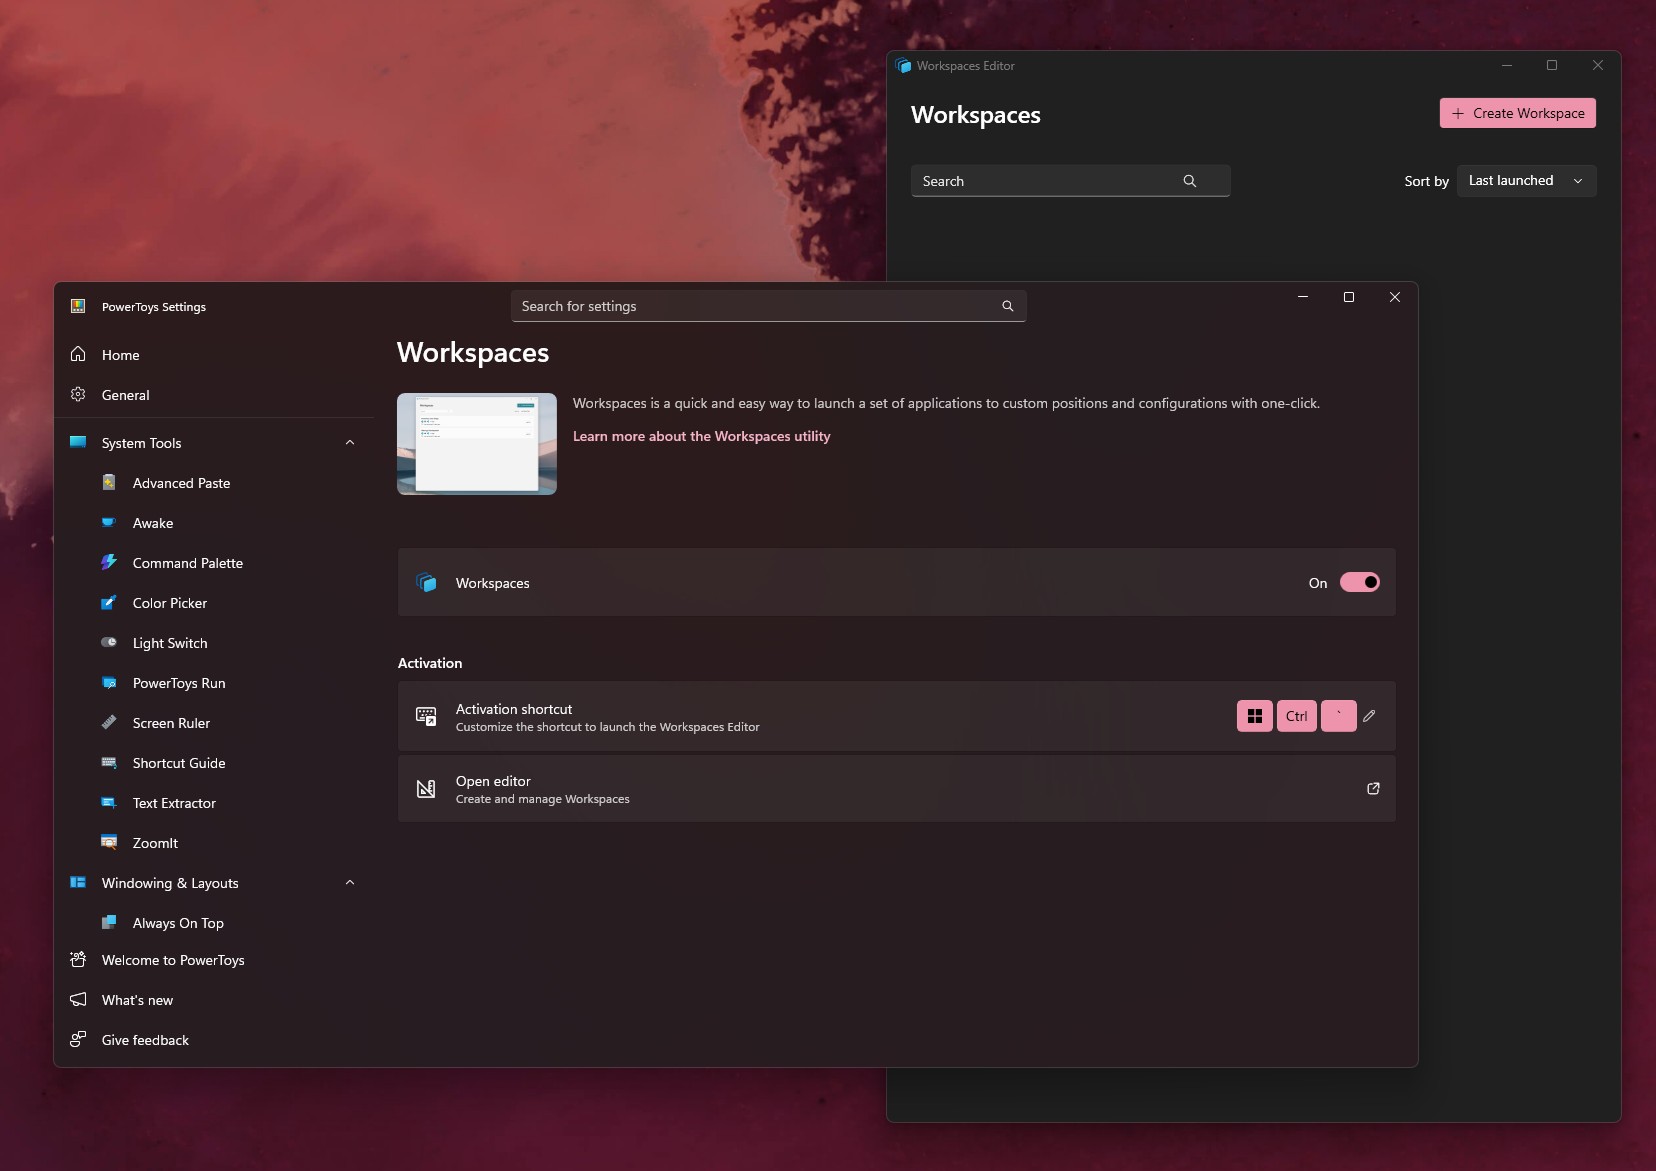 Workspaces Editor
Workspaces
Create Workspace
Search
Sort by
Last launched
PowerToys Settings
Search for settings
Home
General
System Tools
Advanced Paste
Awake
Command Palette
Color Picker
Light Switch
PowerToys Run
Screen Ruler
Shortcut Guide
Text Extractor
ZoomIt
Windowing & Layouts
Always On Top
Welcome to PowerToys
What's new
Give feedback
Workspaces
Workspaces is a quick and easy way to launch a set of applications to custom positions and configurations with one-click.
Learn more about the Workspaces utility
Workspaces
On
Activation
Activation shortcut
Customize the shortcut to launch the Workspaces Editor
Ctrl `
Open editor
Create and manage Workspaces